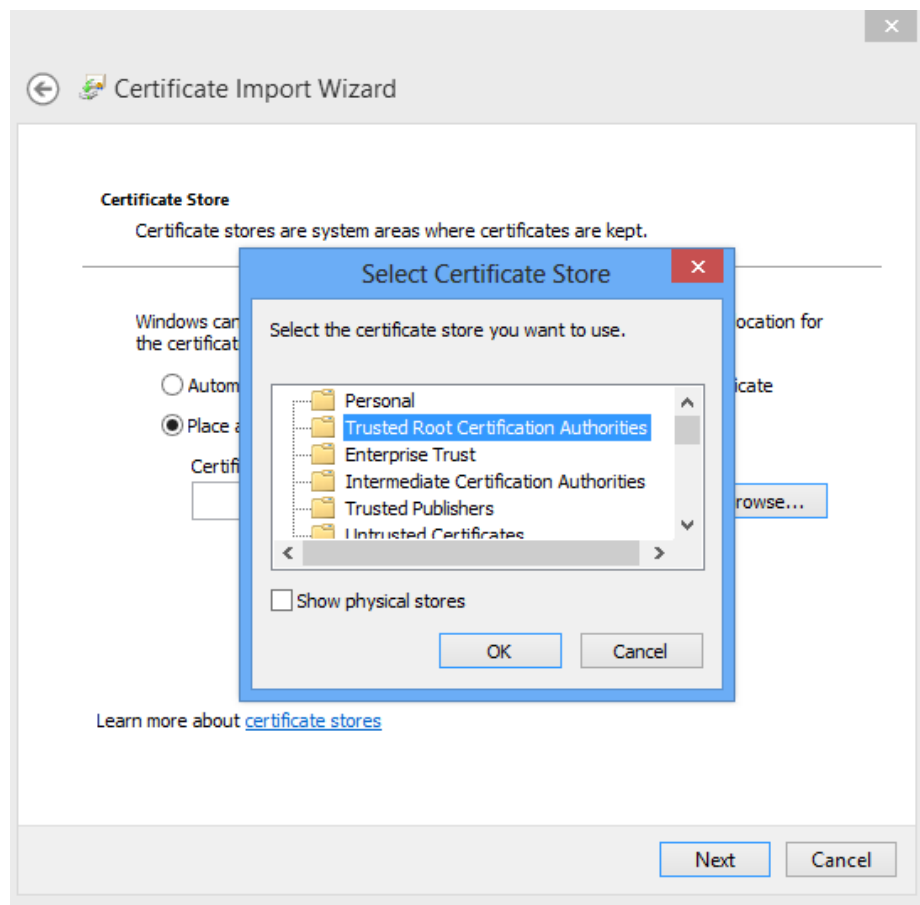 Certificate Import Wizard
Certificate Store
Certificate stores are system areas where certificates are kept.
Select Certificate Store
Windows can
ocation for
the certificat
Select the certificate store you want to use.
Autom
icate
Place a
Certifi
rowse...
Personal
Trusted Root Certification Authorities
Enterprise Trust
Intermediate Certification Authorities
Trusted Publishers
Untrusted Certificates
Show physical stores
OK Cancel
Learn more about certificate stores
Next Cancel